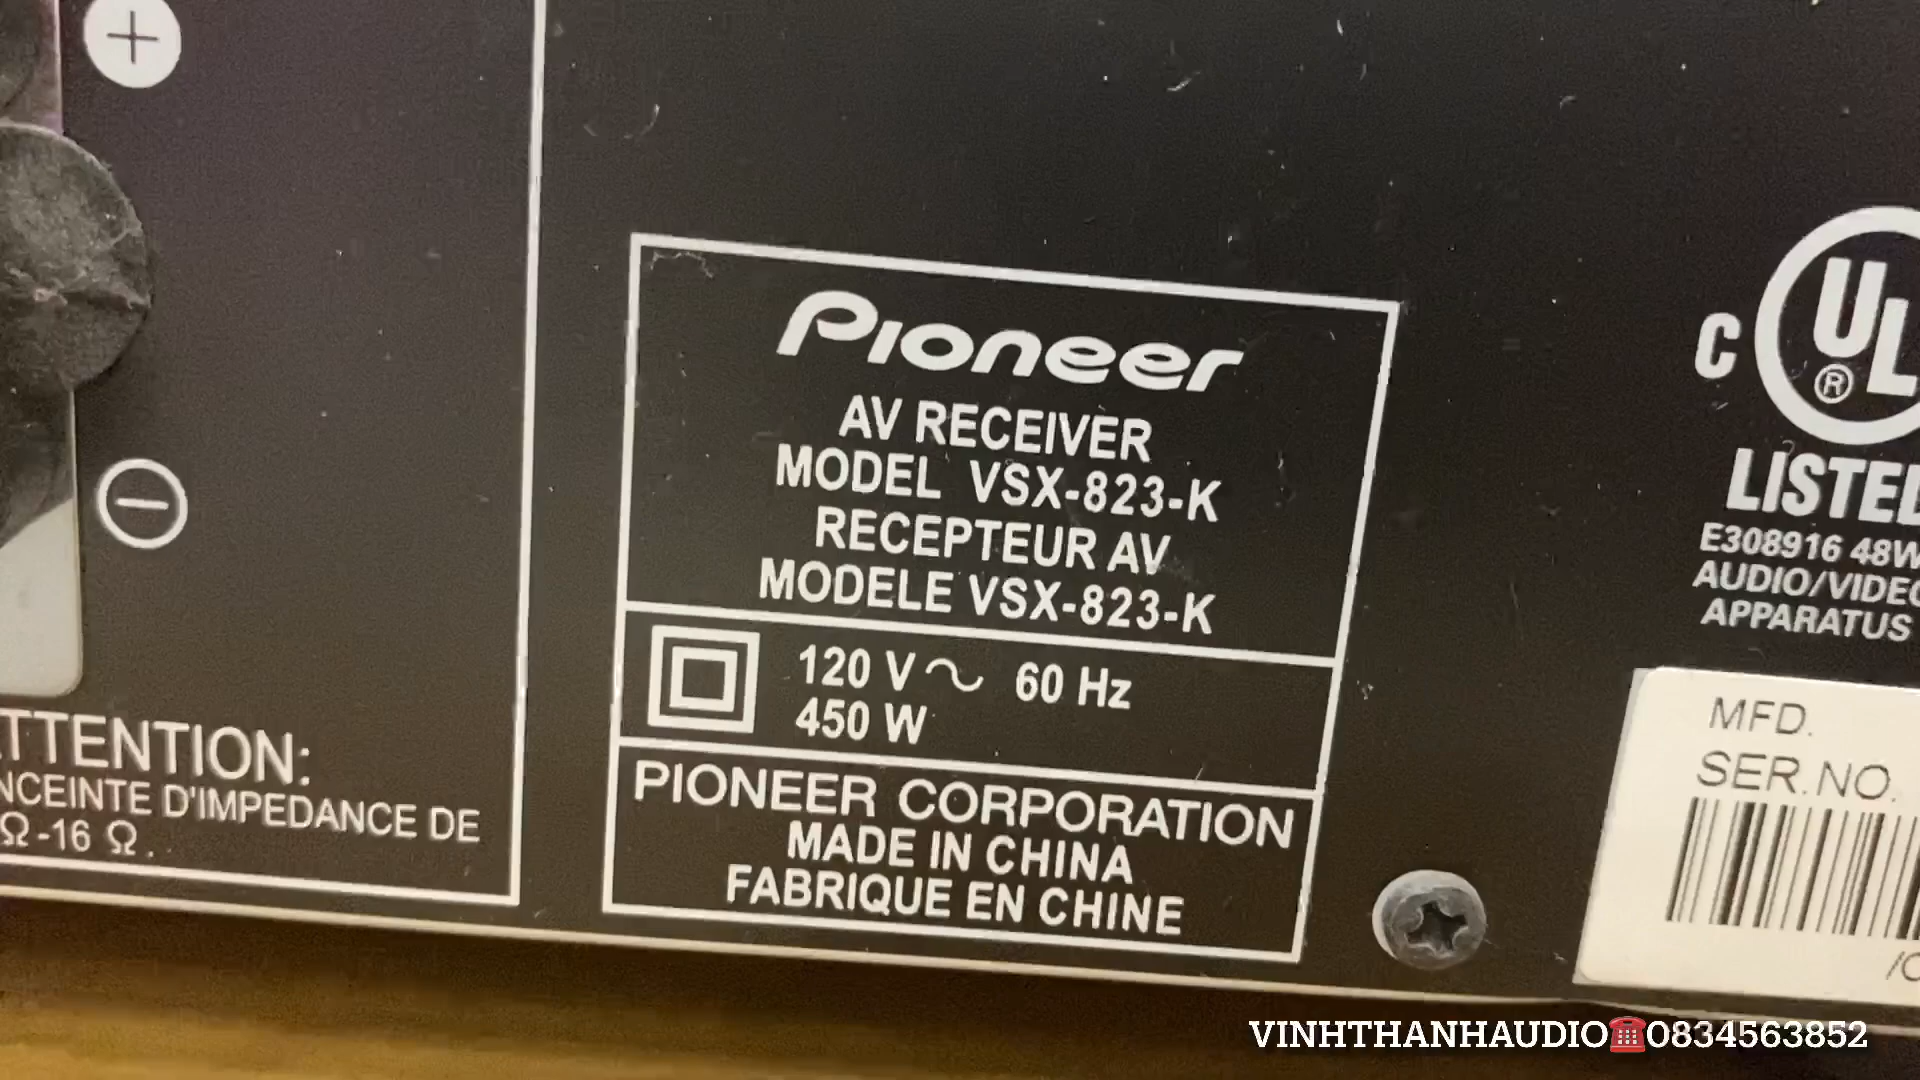 Pioneer
AV RECEIVER
MODEL VSX-823-K
RECEPTEUR AV
MODELE VSX-823-K
120 V～ 60 Hz
450 W
PIONEER CORPORATION
MADE IN CHINA
FABRIQUE EN CHINE
TTENTION:
NCEINTE D'IMPEDANCE DE
Ω-16 Ω.
C UL ®
LISTED
E308916 48W
AUDIO/VIDEO
APPARATUS
MFD.
SER.NO.
VINHTHANHAUDIO☎0834563852